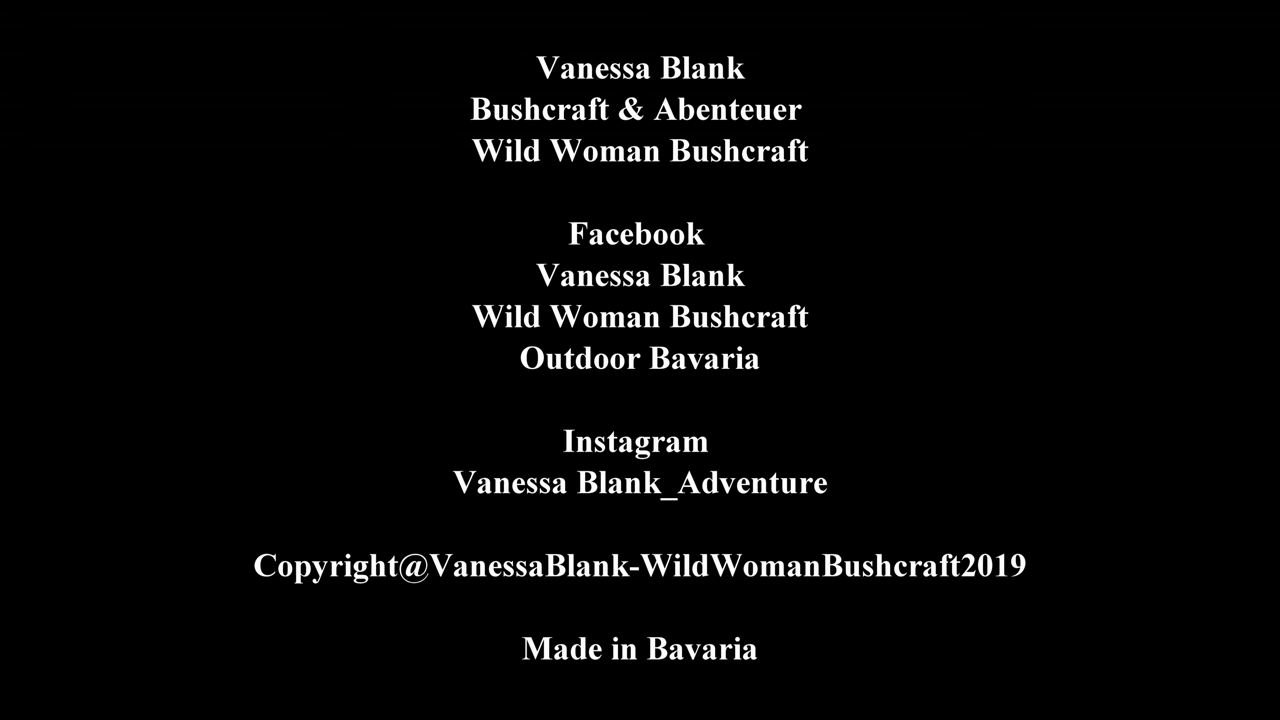 Vanessa Blank
Bushcraft & Abenteuer
Wild Woman Bushcraft
Facebook
Vanessa Blank
Wild Woman Bushcraft
Outdoor Bavaria
Instagram
Vanessa Blank_Adventure
Copyright@VanessaBlank-WildWomanBushcraft2019
Made in Bavaria